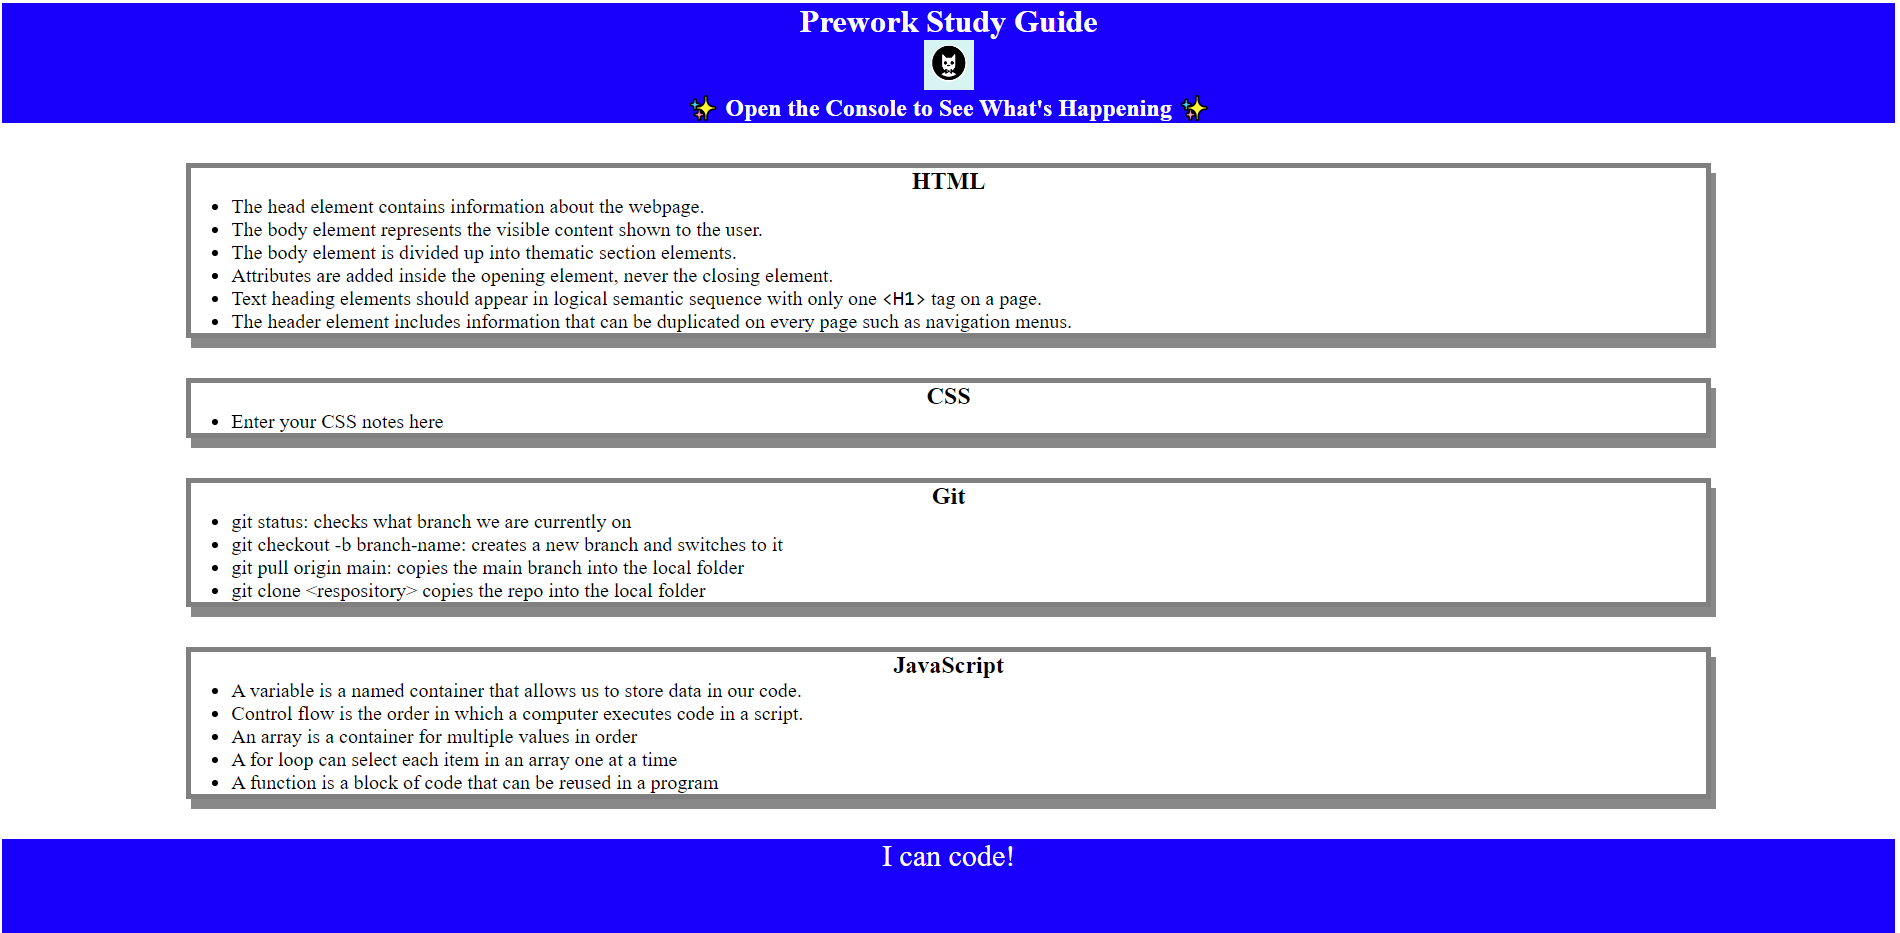 Prework Study Guide
✨ Open the Console to See What's Happening ✨
HTML
• The head element contains information about the webpage.
• The body element represents the visible content shown to the user.
• The body element is divided up into thematic section elements.
• Attributes are added inside the opening element, never the closing element.
• Text heading elements should appear in logical semantic sequence with only one <H1> tag on a page.
• The header element includes information that can be duplicated on every page such as navigation menus.
CSS
• Enter your CSS notes here
Git
• git status: checks what branch we are currently on
• git checkout -b branch-name: creates a new branch and switches to it
• git pull origin main: copies the main branch into the local folder
• git clone <respository> copies the repo into the local folder
JavaScript
• A variable is a named container that allows us to store data in our code.
• Control flow is the order in which a computer executes code in a script.
• An array is a container for multiple values in order
• A for loop can select each item in an array one at a time
• A function is a block of code that can be reused in a program
I can code!